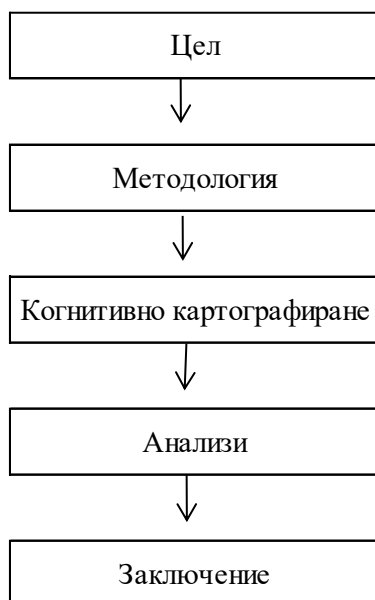 Цел
Методология
Когнитивно картографиране
Анализи
Заключение